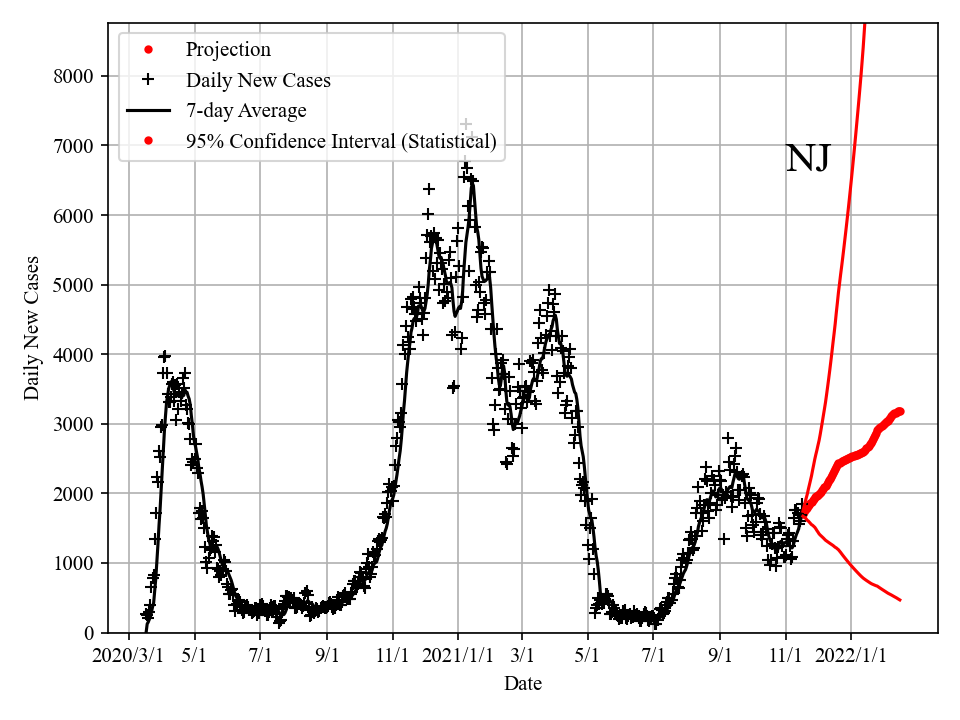 Projection
Daily New Cases
7-day Average
95% Confidence Interval (Statistical)
NJ
8000
7000
6000
5000
4000
3000
2000
1000
0
Daily New Cases
2020/3/1 5/1 7/1 9/1 11/1 2021/1/1 3/1 5/1 7/1 9/1 11/1 2022/1/1
Date